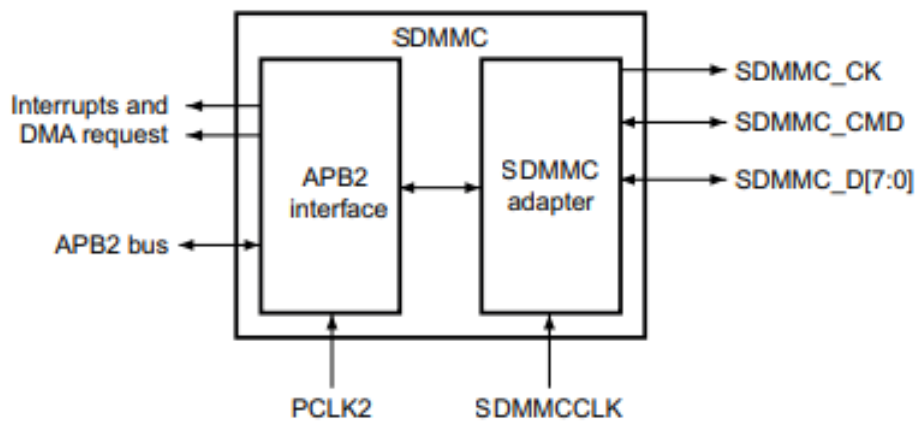 SDMMC
Interrupts and
DMA request
APB2 bus
APB2
interface
SDMMC
adapter
SDMMC_CK
SDMMC_CMD
SDMMC_D[7:0]
PCLK2
SDMMCCLK